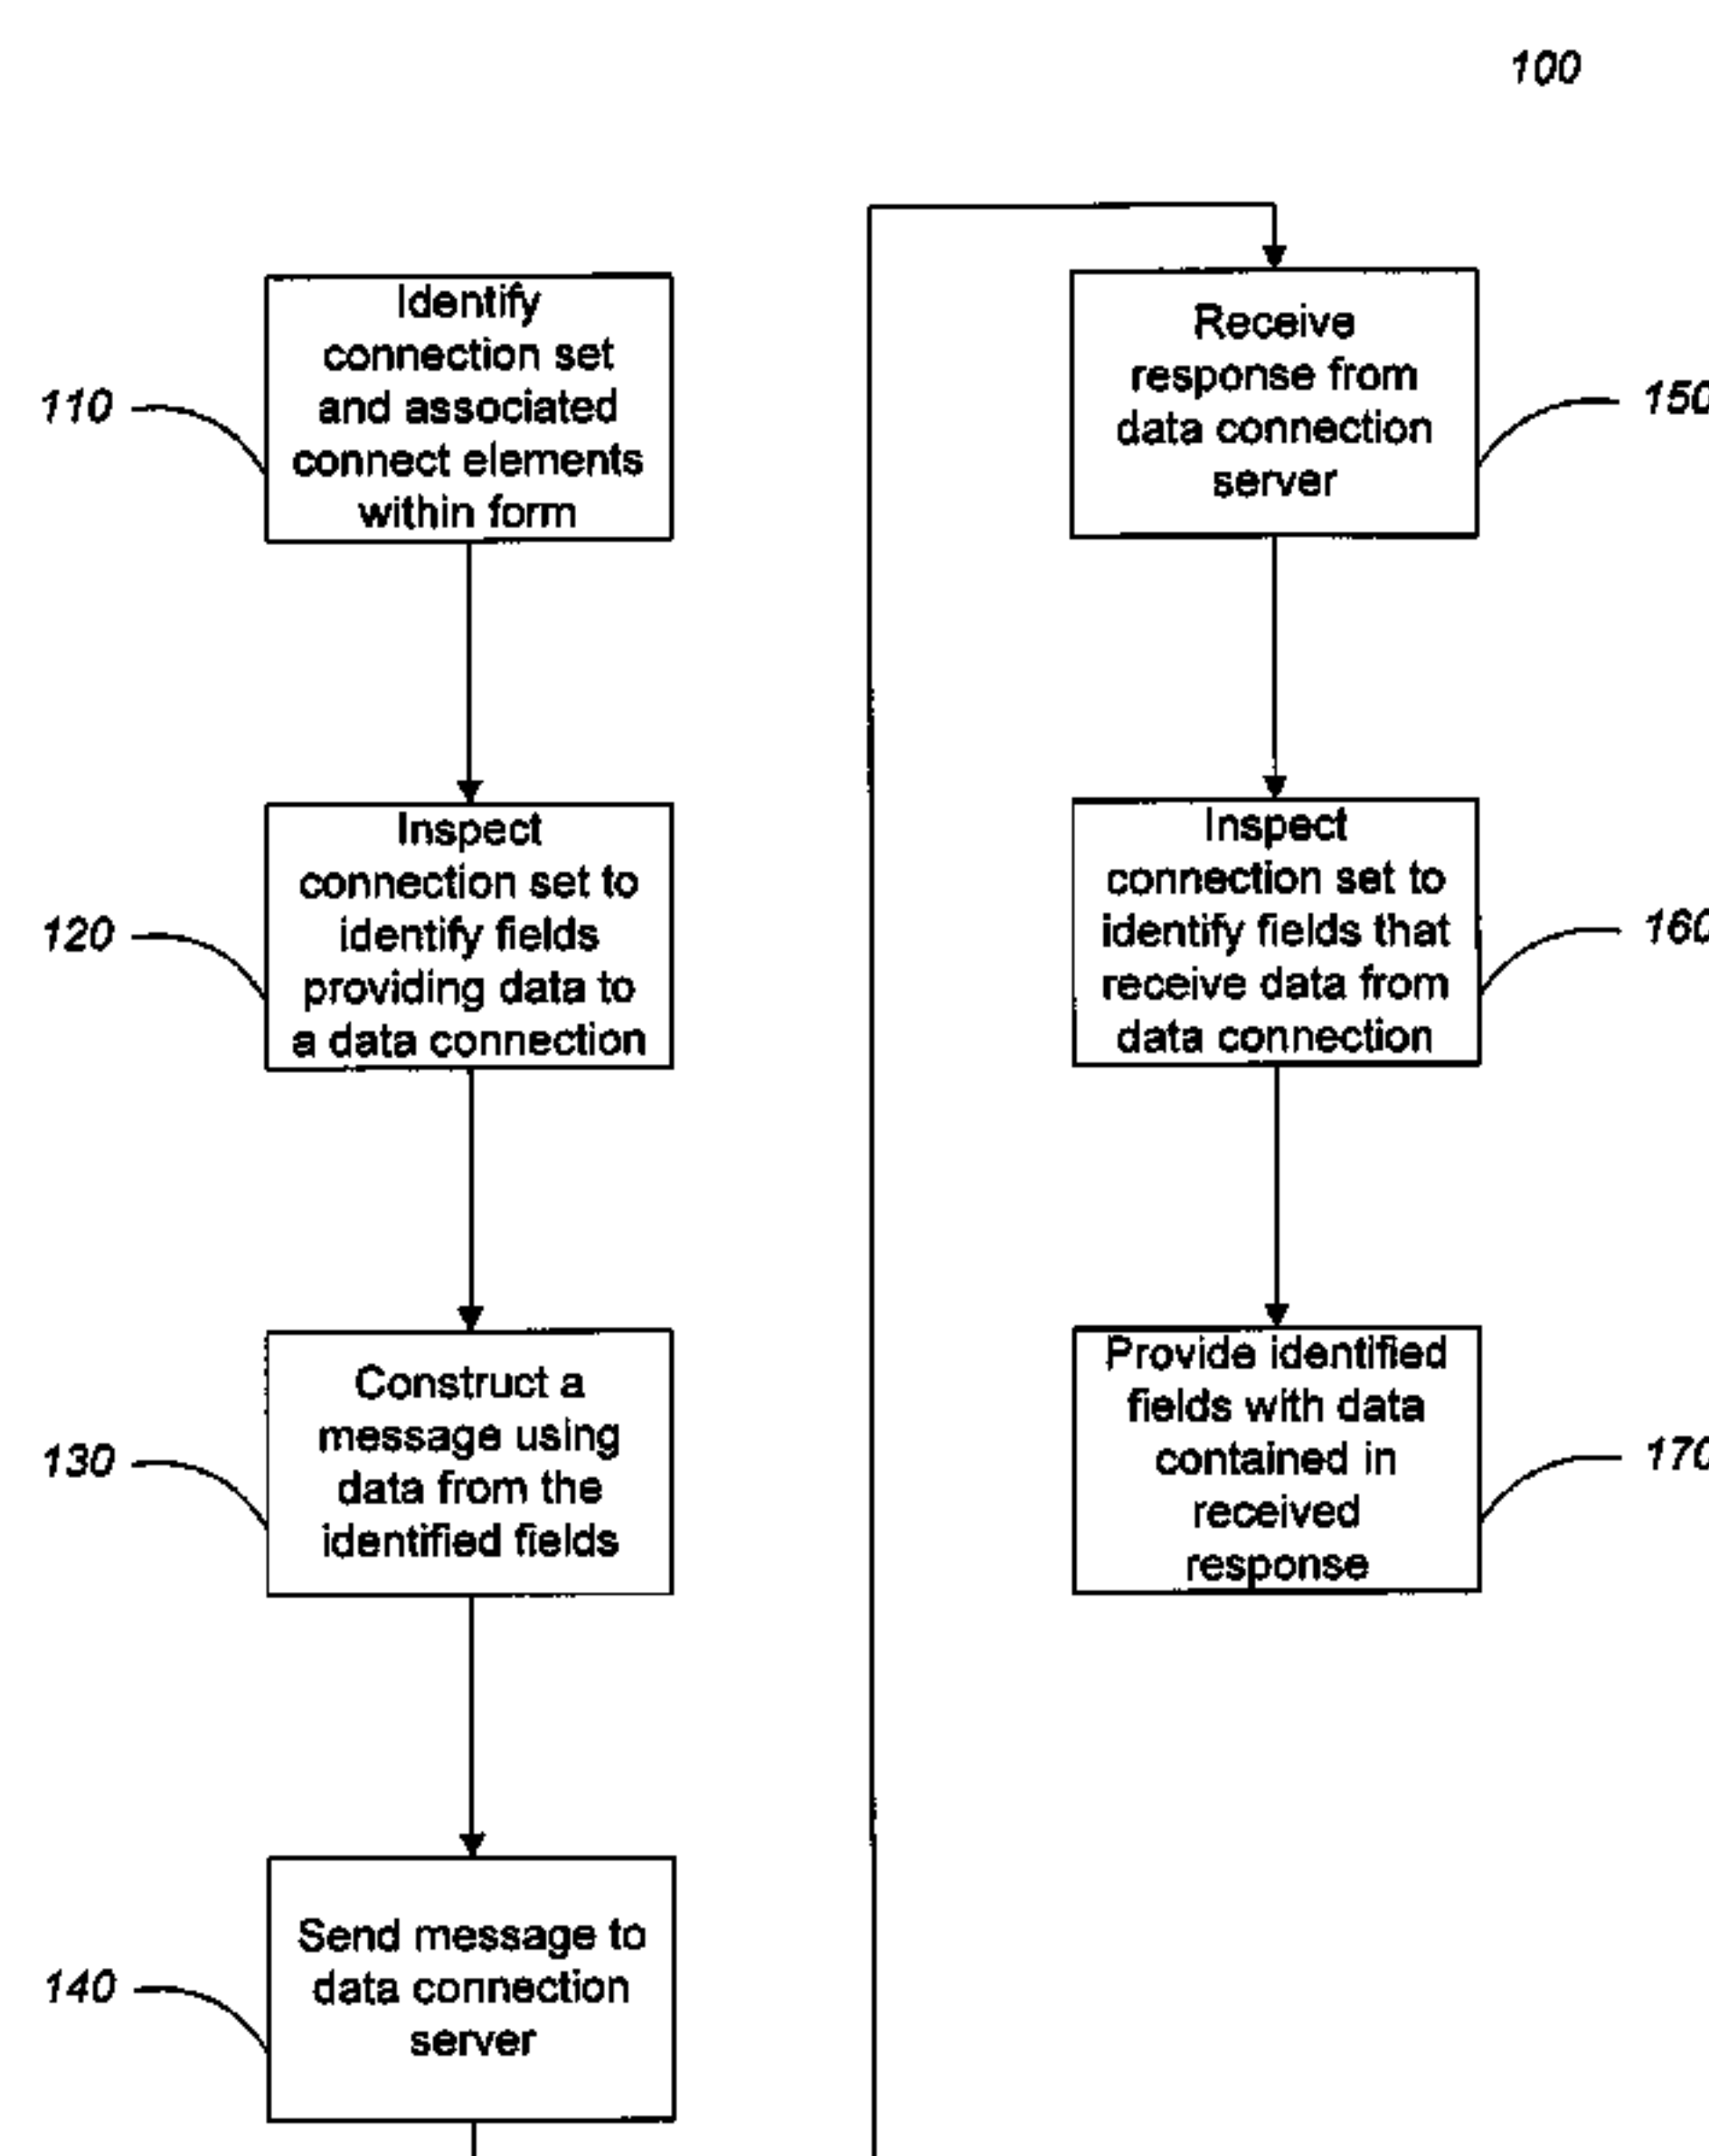 100
Identify
connection set
and associated
connect elements
within form
110
Inspect
connection set to
identify fields
providing data to
a data connection
120
Construct a
message using
data from the
identified fields
130
Send message to
data connection
server
140
Receive
response from
data connection
server
150
Inspect
connection set to
identify fields that
receive data from
data connection
160
Provide identified
fields with data
contained in
received
response
170